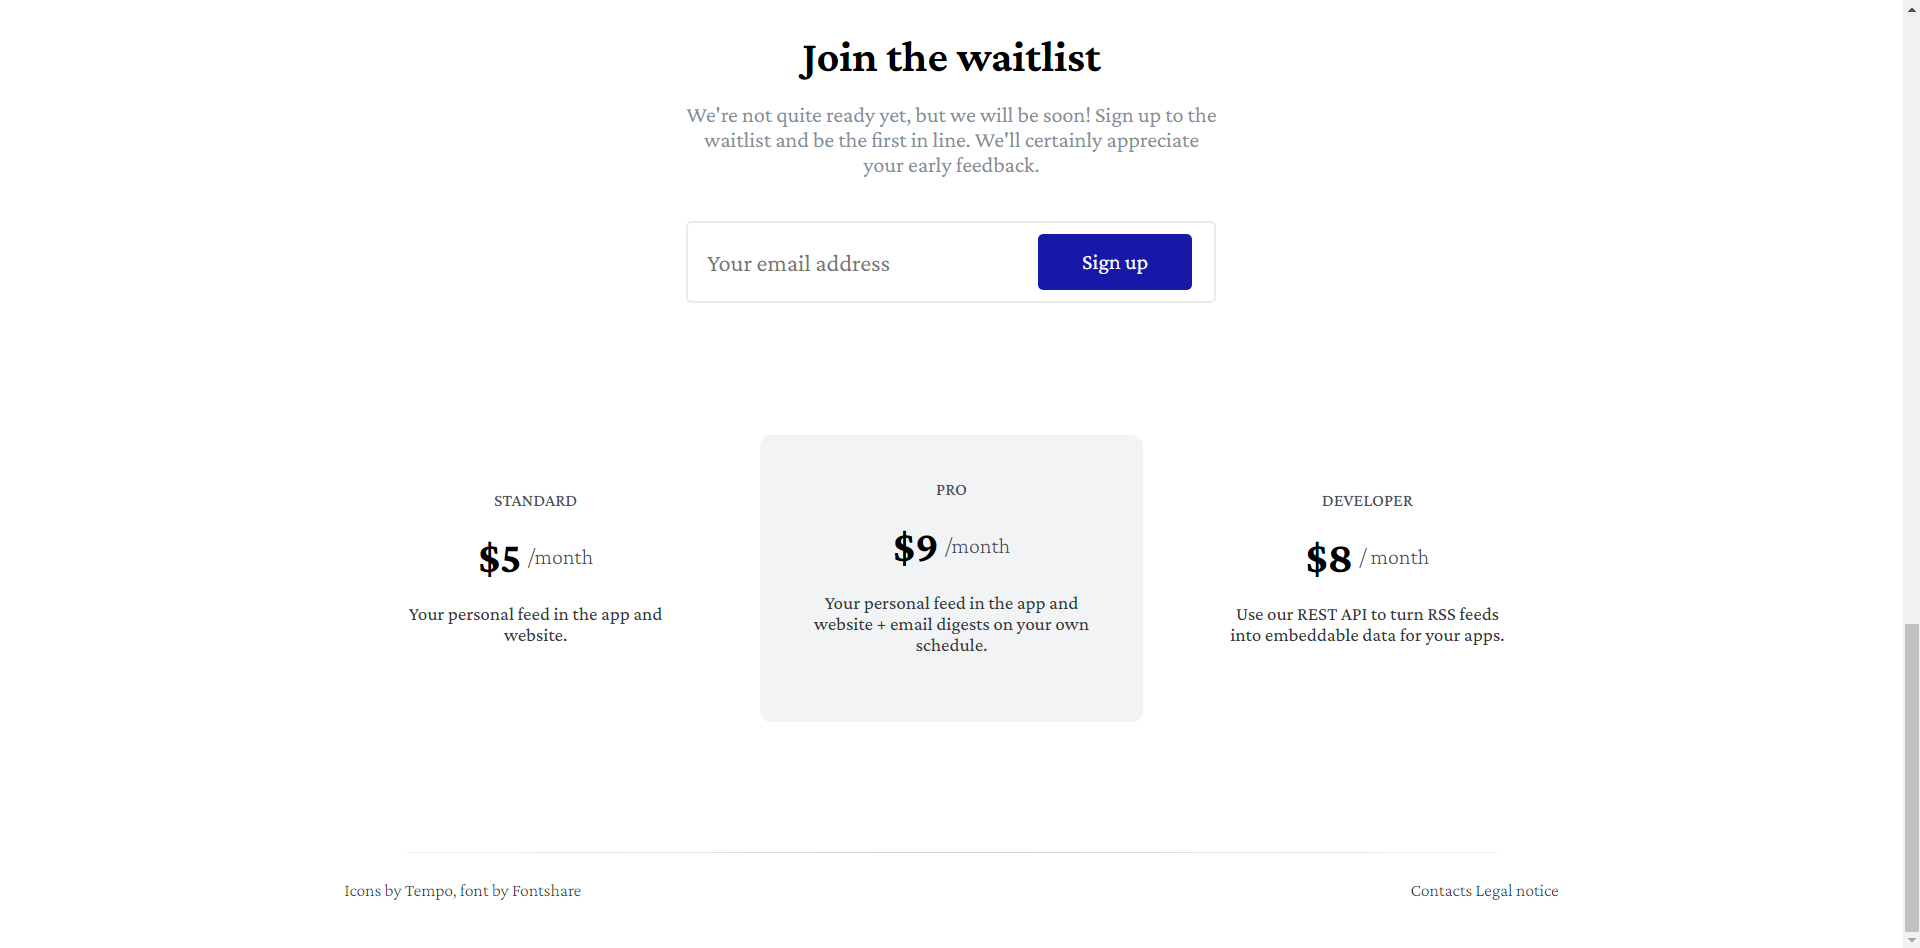 Join the waitlist
We're not quite ready yet, but we will be soon! Sign up to the
waitlist and be the first in line. We'll certainly appreciate
your early feedback.
Your email address
Sign up
STANDARD
$5 /month
Your personal feed in the app and
website.
PRO
$9 /month
Your personal feed in the app and
website + email digests on your own
schedule.
DEVELOPER
$8 / month
Use our REST API to turn RSS feeds
into embeddable data for your apps.
Icons by Tempo, font by Fontshare
Contacts Legal notice